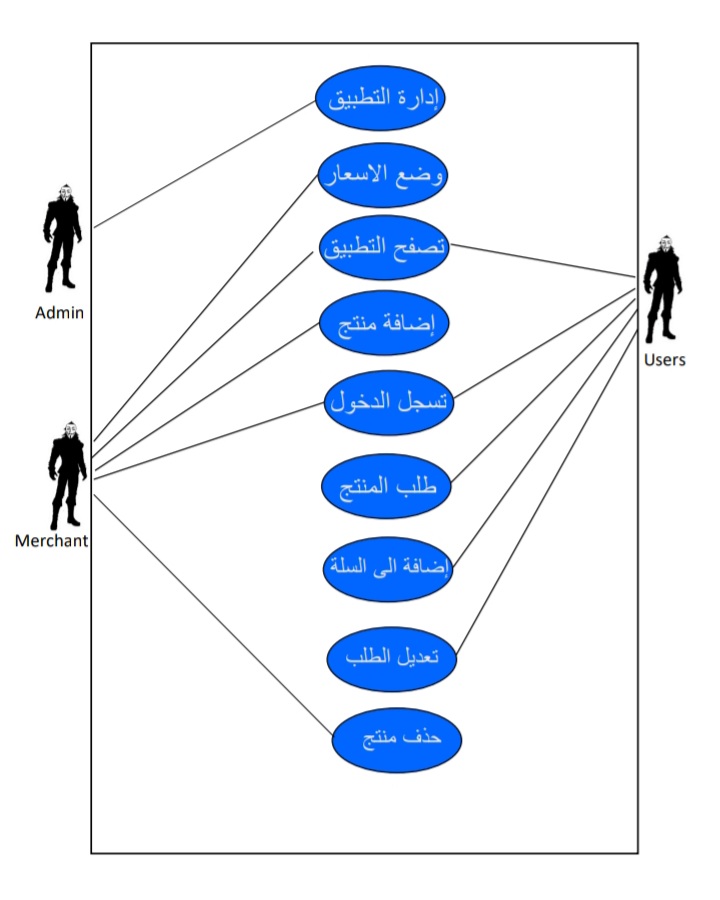 إدارة التطبيق
وضع الاسعار
تصفح التطبيق
Admin
إضافة منتج
Users
تسجل الدخول
طلب المنتج
Merchant
إضافة الى السلة
تعديل الطلب
حذف منتج